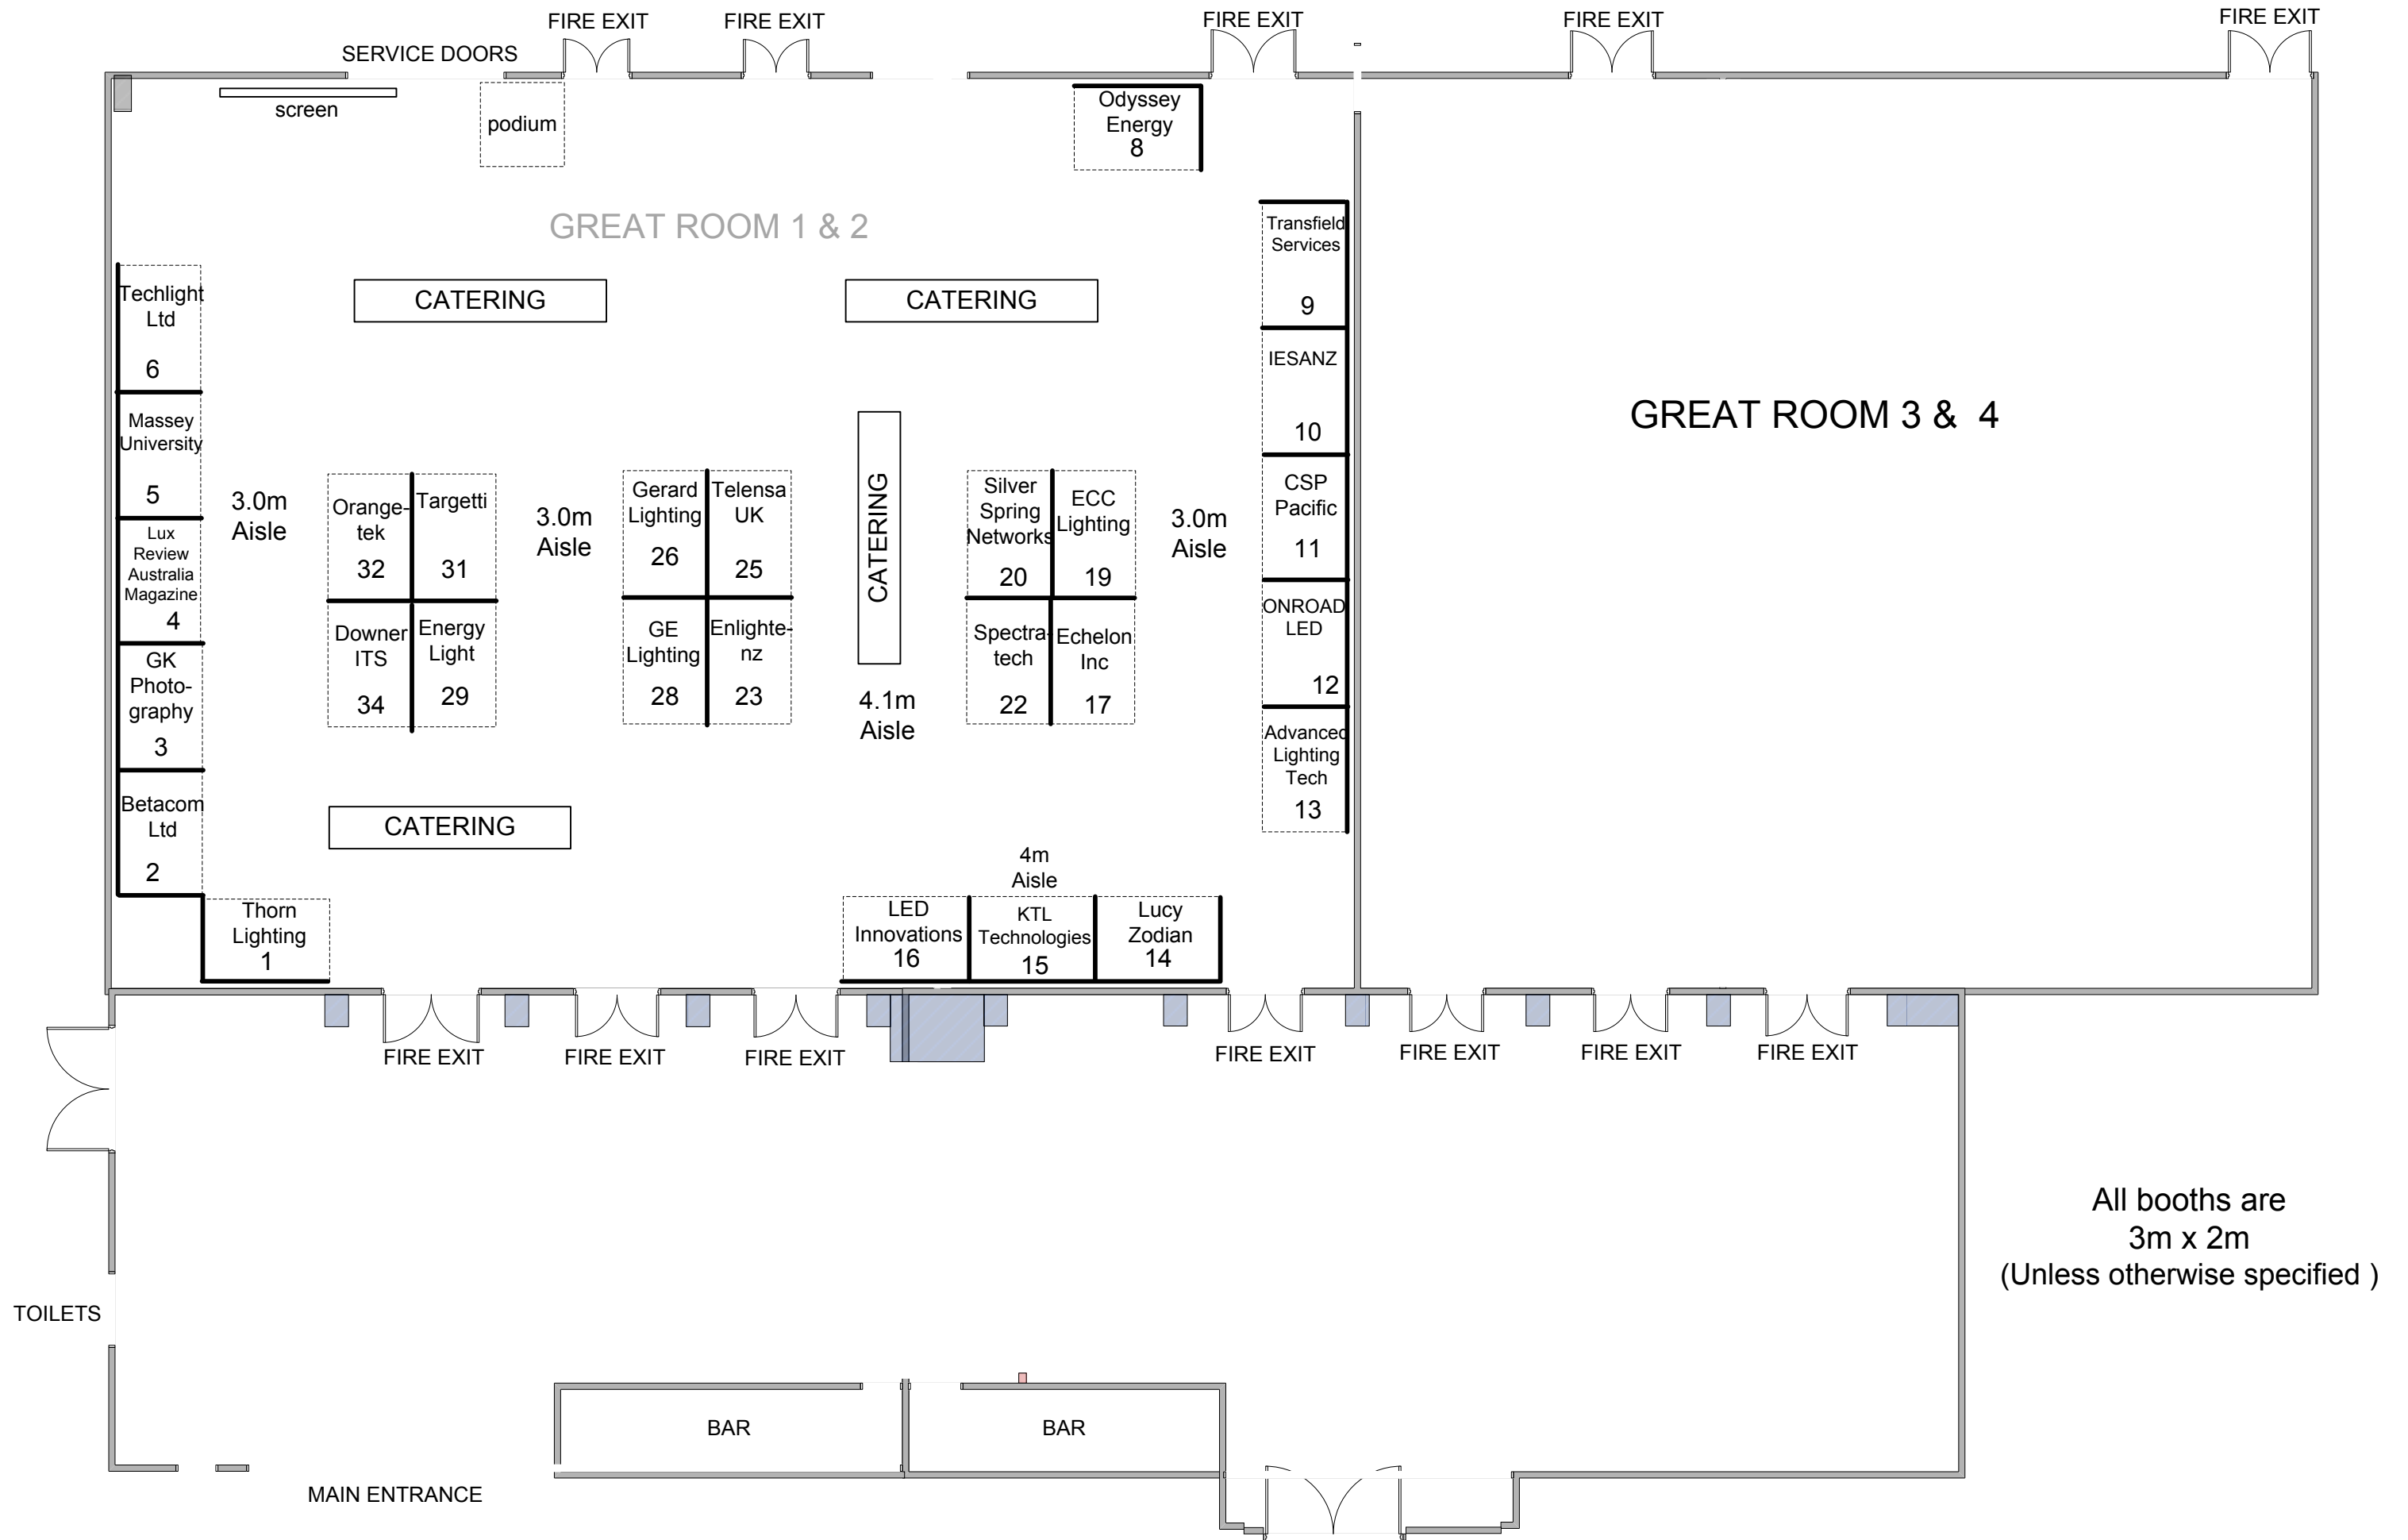 FIRE EXIT
FIRE EXIT
FIRE EXIT
FIRE EXIT
FIRE EXIT
SERVICE DOORS
screen
podium
Odyssey
Energy
8
GREAT ROOM 1 & 2
Transfield
Services
9
Techlight
Ltd
6
CATERING
CATERING
IESANZ
10
GREAT ROOM 3 & 4
Massey
University
5
3.0m
Aisle
Orange-
tek
32
Targetti
31
3.0m
Aisle
Gerard
Lighting
26
Telensa
UK
25
CATERING
Silver
Spring
Networks
20
ECC
Lighting
19
3.0m
Aisle
CSP
Pacific
11
Lux
Review
Australia
Magazine
4
Downer
ITS
34
Energy
Light
29
GE
Lighting
28
Enlighte-
nz
23
4.1m
Aisle
Spectra-
tech
22
Echelon
Inc
17
ONROAD
LED
12
GK
Photo-
graphy
3
Advanced
Lighting
Tech
13
Betacom
Ltd
2
CATERING
4m
Aisle
Thorn
Lighting
1
LED
Innovations
16
KTL
Technologies
15
Lucy
Zodian
14
FIRE EXIT
FIRE EXIT
FIRE EXIT
FIRE EXIT
FIRE EXIT
FIRE EXIT
FIRE EXIT
All booths are
3m x 2m
(Unless otherwise specified )
TOILETS
BAR
BAR
MAIN ENTRANCE